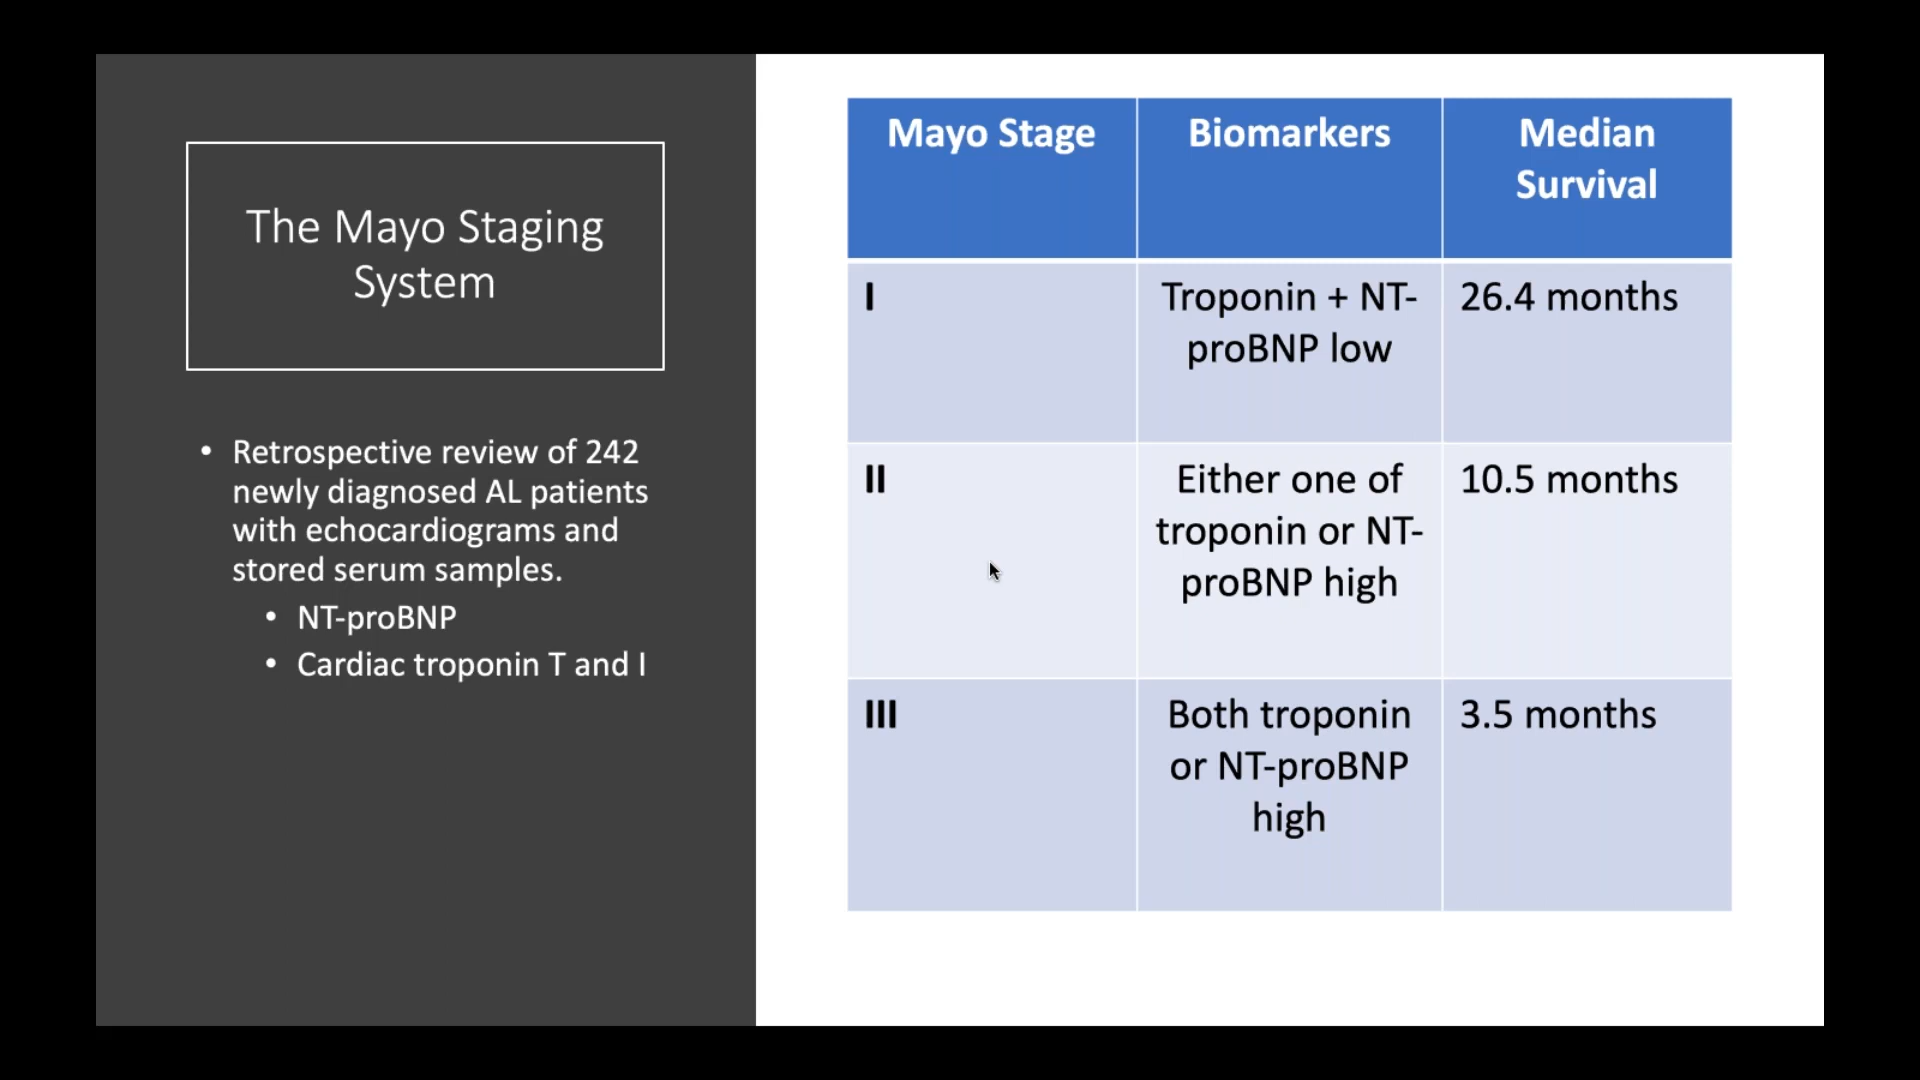 The Mayo Staging
System
• Retrospective review of 242
newly diagnosed AL patients
with echocardiograms and
stored serum samples.
• NT-proBNP
• Cardiac troponin T and I
Mayo Stage
Biomarkers
Median
Survival
I
Troponin + NT-
proBNP low
26.4 months
II
Either one of
troponin or NT-
proBNP high
10.5 months
III
Both troponin
or NT-proBNP
high
3.5 months